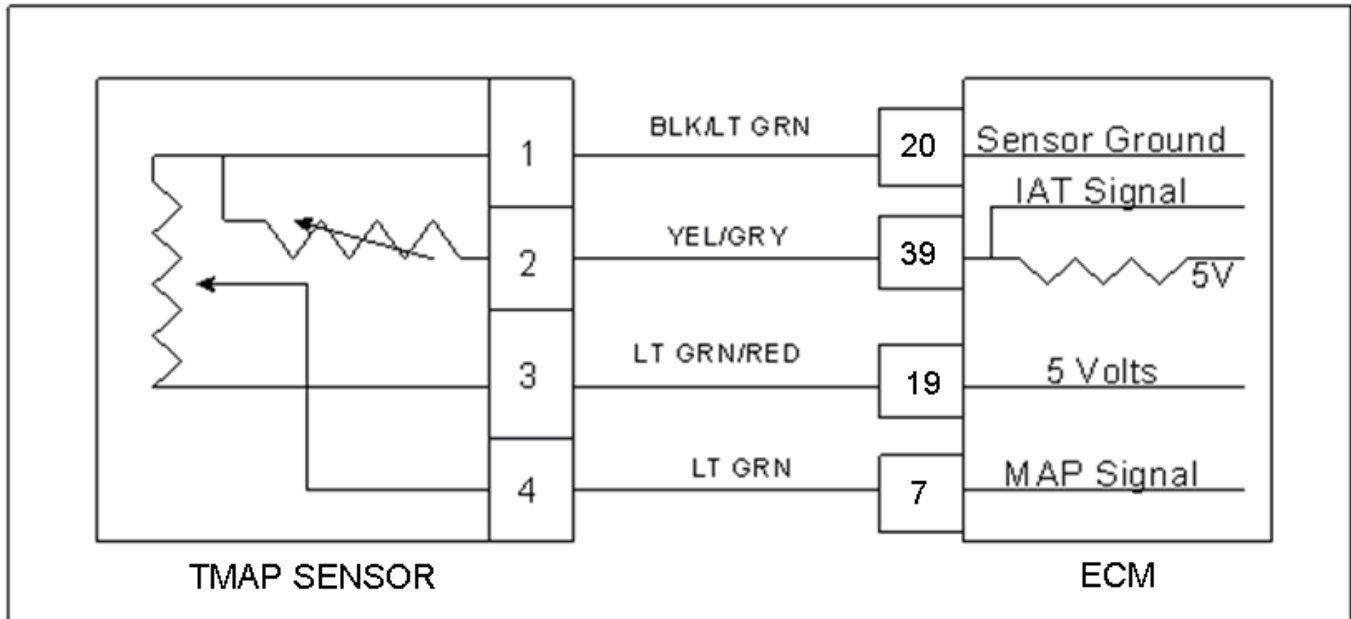 1
BLK/LT GRN
20
Sensor Ground
IAT Signal
2
YEL/GRY
39
5V
3
LT GRN/RED
19
5 Volts
4
LT GRN
7
MAP Signal
TMAP SENSOR
ECM